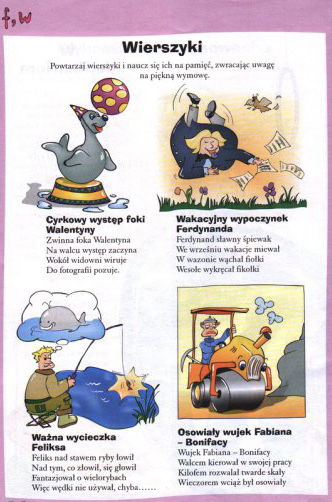 f, w
Wierszyki
Powtarzaj wierszyki i naucz się ich na pamięć, zwracając uwagę
na piękną wymowę.
Cyrkowy występ foki
Walentyny
Zwinna foka Walentyna
Na walcu występ zaczyna
Wokół widowni wiruje
Do fotografii pozuje.
Wakacyjny wypoczynek
Ferdynanda
Ferdynand sławny śpiewak
We wrześniu wakacje miewał
W wazonie wąchał fiołki
Wesołe wykręcał fikołki
Ważna wycieczka
Feliksa
Feliks nad stawem ryby łowił
Nad tym, co złowił, się głowił
Fantazjował o wielorybach
Więc wędki nie używał, chyba……
Osowiały wujek Fabiana
– Bonifacy
Wujek Fabiana – Bonifacy
Walcem kierował w swojej pracy
Kilofem rozwalał twarde skały
Wieczorem wciąż był osowiały